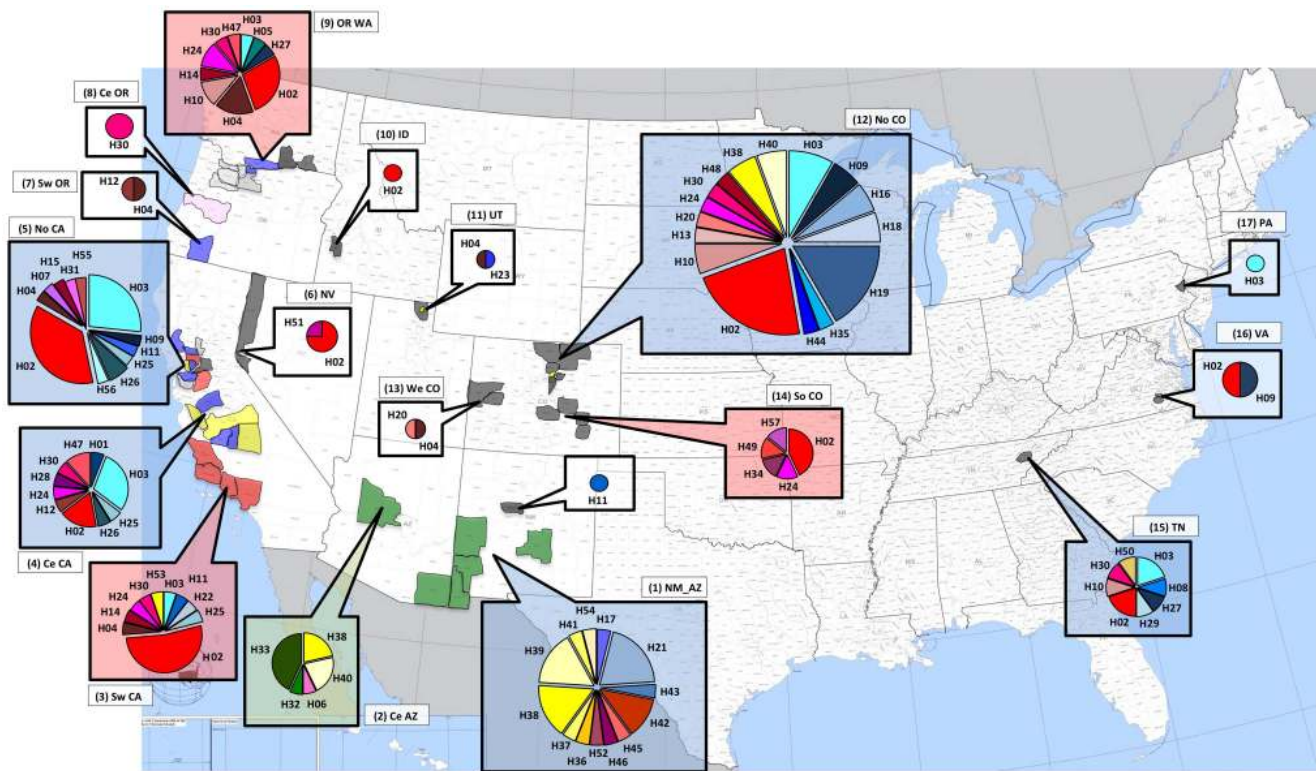 (9) OR WA
H03
H05
H27
H02
H04
H10
H14
H24
H30
H47
(8) Ce OR
H30
(7) Sw OR
H12
H04
(10) ID
H02
(11) UT
H04
H23
(12) No CO
H40
H03
H09
H16
H18
H19
H35
H44
H02
H10
H13
H20
H24
H30
H48
H38
(17) PA
H03
(16) VA
H02
H09
(5) No CA
H55
H03
H09
H11
H25
H26
H56
H02
H04
H07
H15
H31
(6) NV
H51
H02
(13) We CO
H20
H04
(14) So CO
H57
H02
H24
H34
H49
H11
H47
H01
H03
H25
H26
H02
H12
H24
H28
H30
(4) Ce CA
H53
H03
H11
H22
H25
H02
H04
H14
H24
H30
(3) Sw CA
H33
H38
H40
H06
H32
(2) Ce AZ
(1) NM_AZ
H54
H17
H21
H43
H42
H45
H46
H52
H36
H37
H38
H39
H41
(15) TN
H50
H03
H08
H27
H29
H02
H10
H30